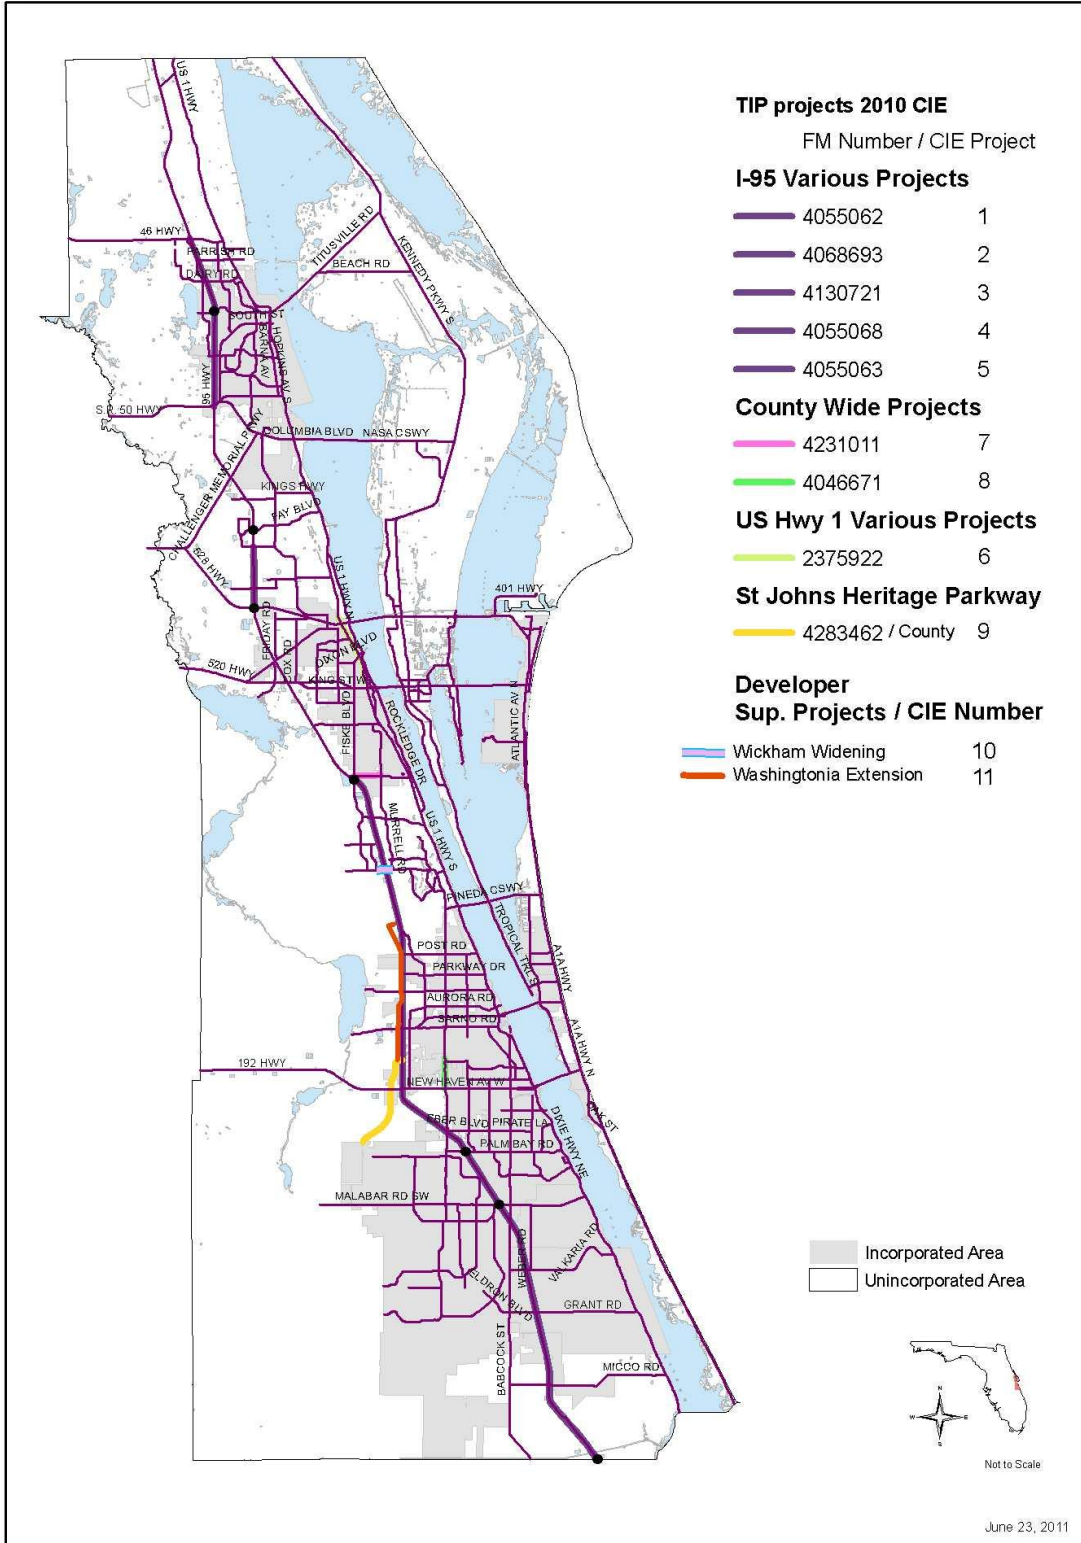 TIP projects 2010 CIE
FM Number / CIE Project
I-95 Various Projects
4055062 1
4068693 2
4130721 3
4055068 4
4055063 5
County Wide Projects
4231011 7
4046671 8
US Hwy 1 Various Projects
2375922 6
St Johns Heritage Parkway
4283462 / County 9
Developer
Sup. Projects / CIE Number
Wickham Widening 10
Washingtonia Extension 11
US 1 HWY
46 HWY
PARRISH RD
DAIRY RD
TITUSVILLE RD
BEACH RD
KENNEDY PKWY S
SOUTH ST
BARNA AV
HOPKINS AV S
95 HWY
S.R. 50 HWY
COLUMBIA BLVD
NASA CSWY
CHALLENGER MEMORIAL PKWY
KINGS HWY
FAY BLVD
528 HWY
US 1 HWY N
401 HWY
FRIDAY RD
COX RD
DIXON BLVD
520 HWY
KING ST W
FISKE BLVD
ROCKLEDGE DR
ATLANTIC AV N
MURRELL RD
US 1 HWY S
PINEDA CSWY
TROPICAL TRL S
POST RD
PARKWAY DR
A1A HWY
AURORA RD
SARNO RD
A1A HWY N
192 HWY
NEW HAVEN AV W
OAK ST
EBER BLVD
PIRATE LA
DIXIE HWY NE
PALM BAY RD
MALABAR RD SW
WEBER RD
VALKARIA RD
ELDRON BLVD
GRANT RD
BABCOCK ST
MICCO RD
Incorporated Area
Unincorporated Area
N
W
E
S
Not to Scale
June 23, 2011